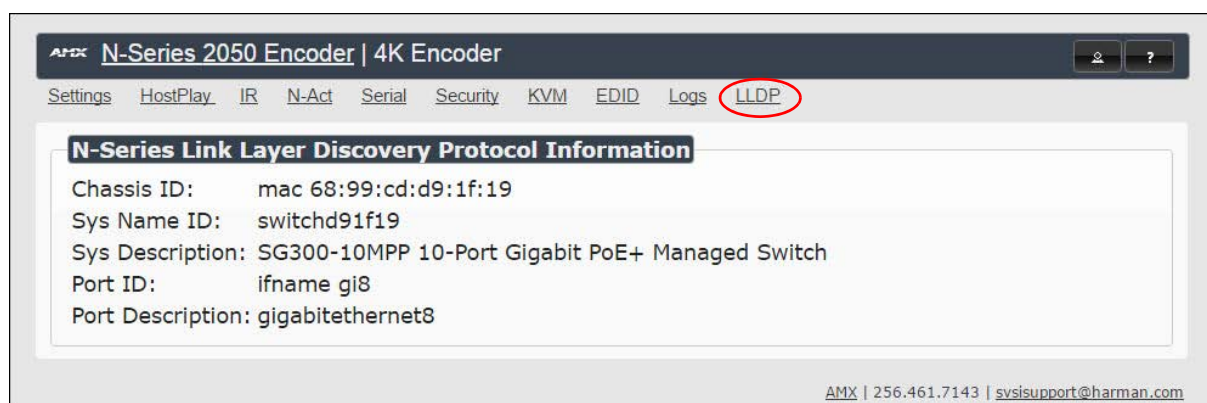 AMX N-Series 2050 Encoder | 4K Encoder ?
Settings HostPlay IR N-Act Serial Security KVM EDID Logs LLDP
N-Series Link Layer Discovery Protocol Information
Chassis ID: mac 68:99:cd:d9:1f:19
Sys Name ID: switchd91f19
Sys Description: SG300-10MPP 10-Port Gigabit PoE+ Managed Switch
Port ID: ifname gi8
Port Description: gigabitethernet8
AMX | 256.461.7143 | svsisupport@harman.com